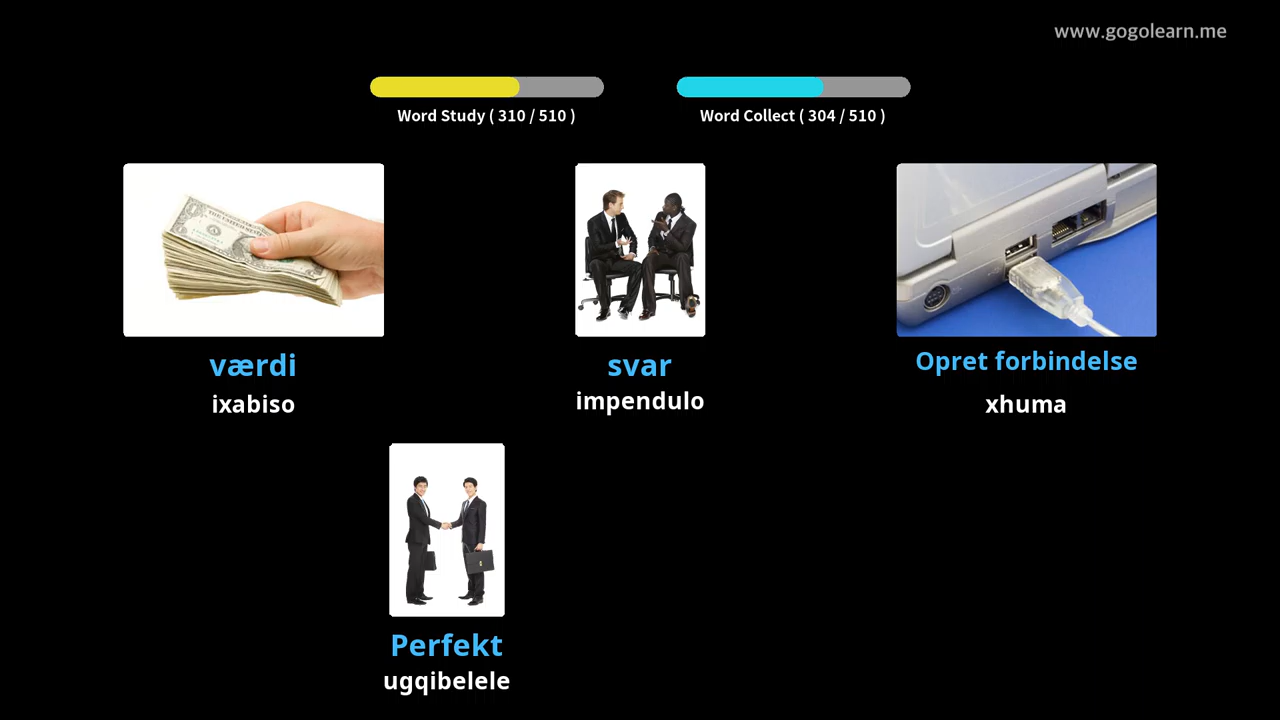 www.gogolearn.me
Word Study ( 310 / 510 )
Word Collect ( 304 / 510 )
værdi
ixabiso
svar
impendulo
Opret forbindelse
xhuma
Perfekt
ugqibelele